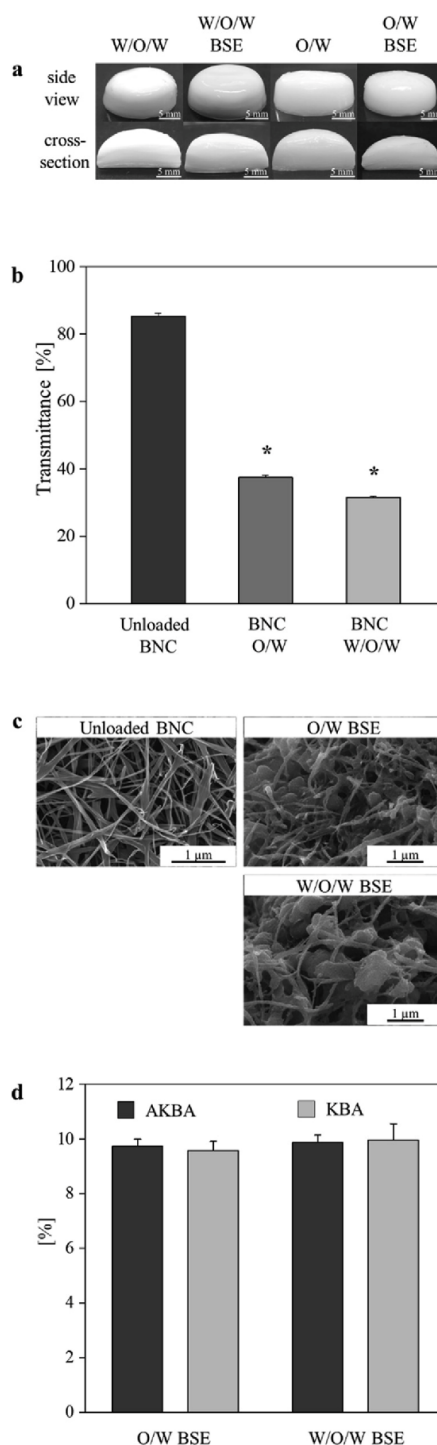 W/O/W
W/O/W BSE
O/W
O/W BSE
a
side view
5 mm
5 mm
5 mm
5 mm
cross-section
5 mm
5 mm
5 mm
5 mm
b
100
80
60
40
20
0
Transmittance [%]
*
*
Unloaded BNC
BNC O/W
BNC W/O/W
c
Unloaded BNC
1 µm
O/W BSE
1 µm
W/O/W BSE
1 µm
d
12
10
8
6
4
2
0
[%]
AKBA
KBA
O/W BSE
W/O/W BSE